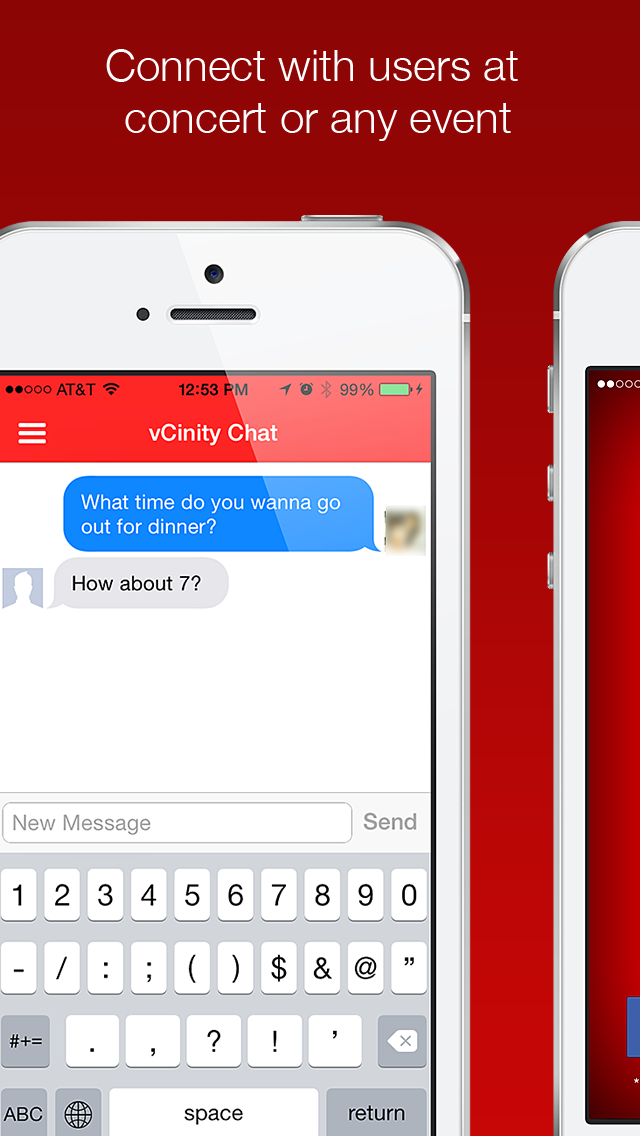 Connect with users at
concert or any event
AT&T 12:53 PM 99%
vCinity Chat
What time do you wanna go
out for dinner?
How about 7?
New Message Send
1 2 3 4 5 6 7 8 9 0
- / : ; ( ) $ & @ ”
#+= . , ? ! ’
ABC space return
*